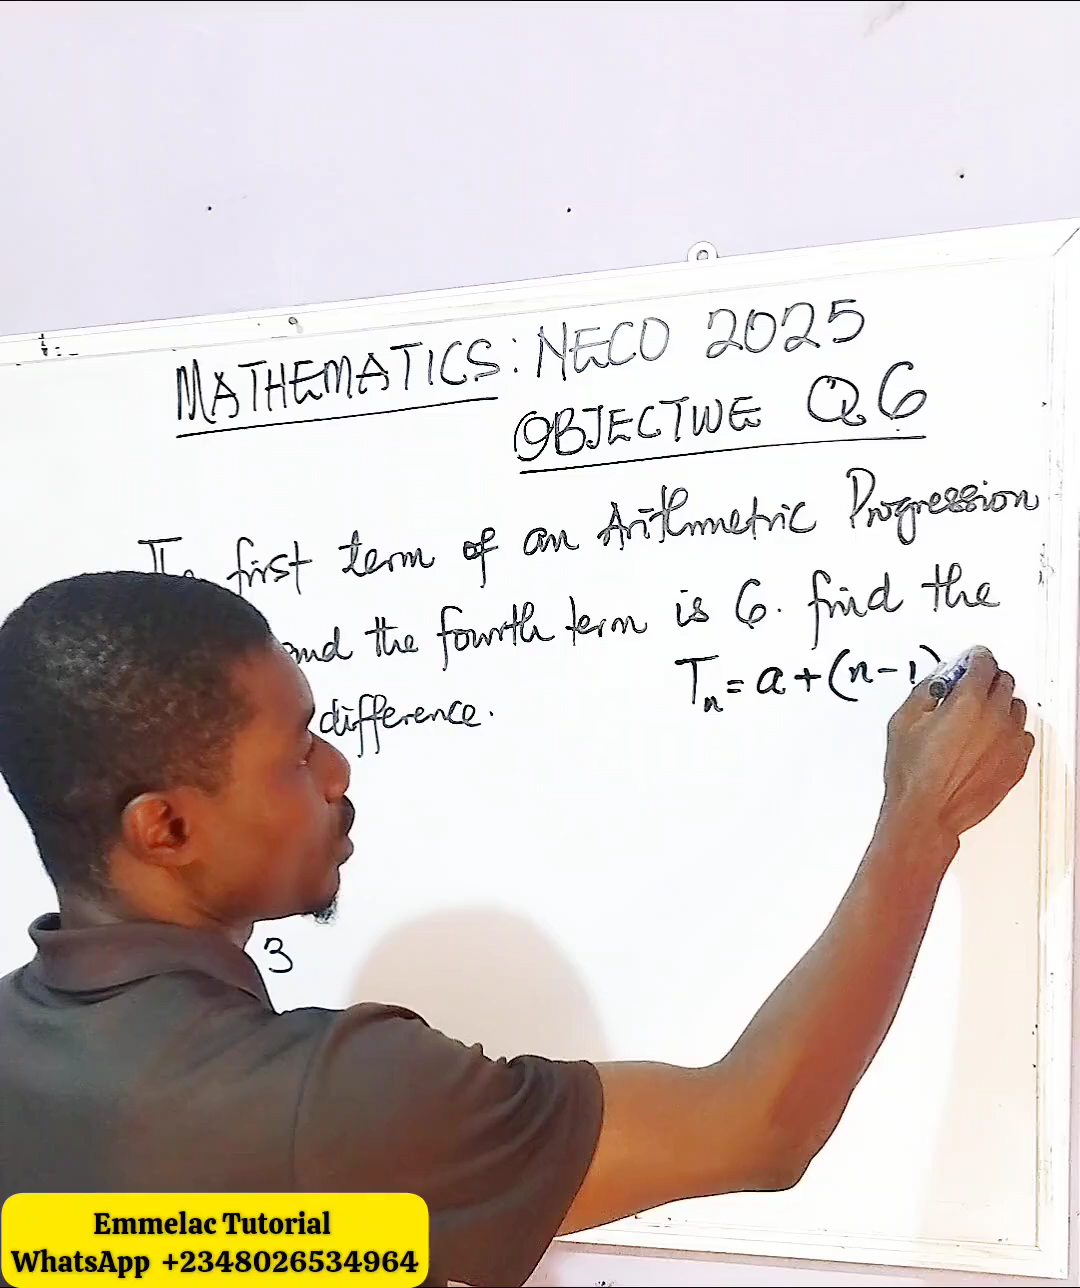 MATHEMATICS: NECO 2025
OBJECTIVE Q6
first term of an Arithmetric Progression
and the fourth term is 6. find the
difference.
Tn = a + (n - 1)
3
Emmelac Tutorial
WhatsApp +2348026534964